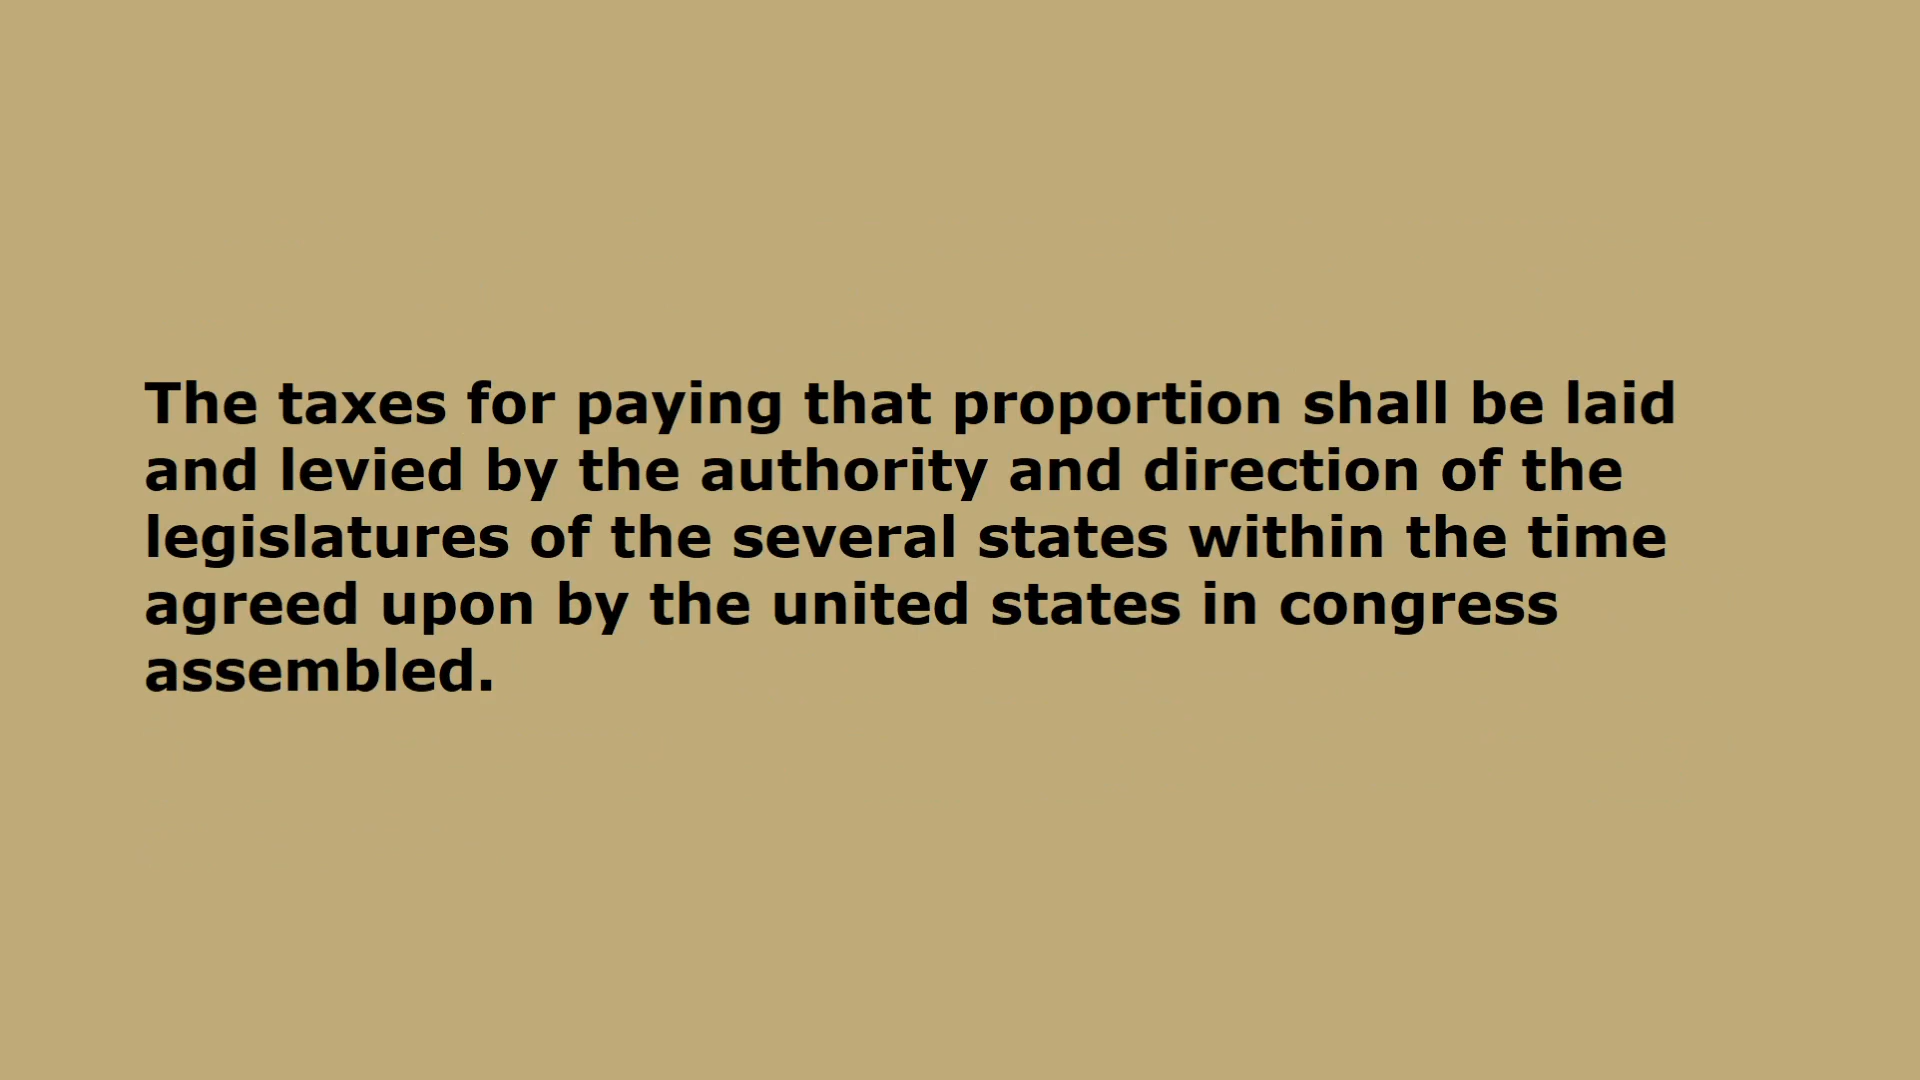 The taxes for paying that proportion shall be laid
and levied by the authority and direction of the
legislatures of the several states within the time
agreed upon by the united states in congress
assembled.